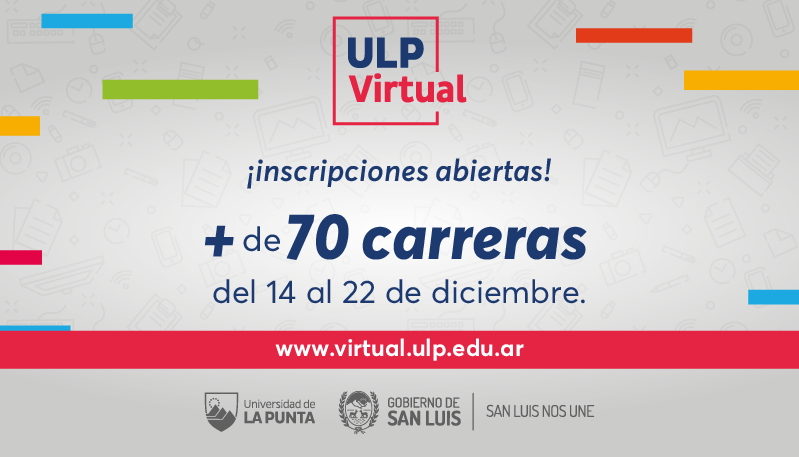 ULP
Virtual
¡inscripciones abiertas!
+ de 70 carreras
del 14 al 22 de diciembre.
www.virtual.ulp.edu.ar
Universidad de
LA PUNTA
GOBIERNO DE
SAN LUIS
SAN LUIS NOS UNE